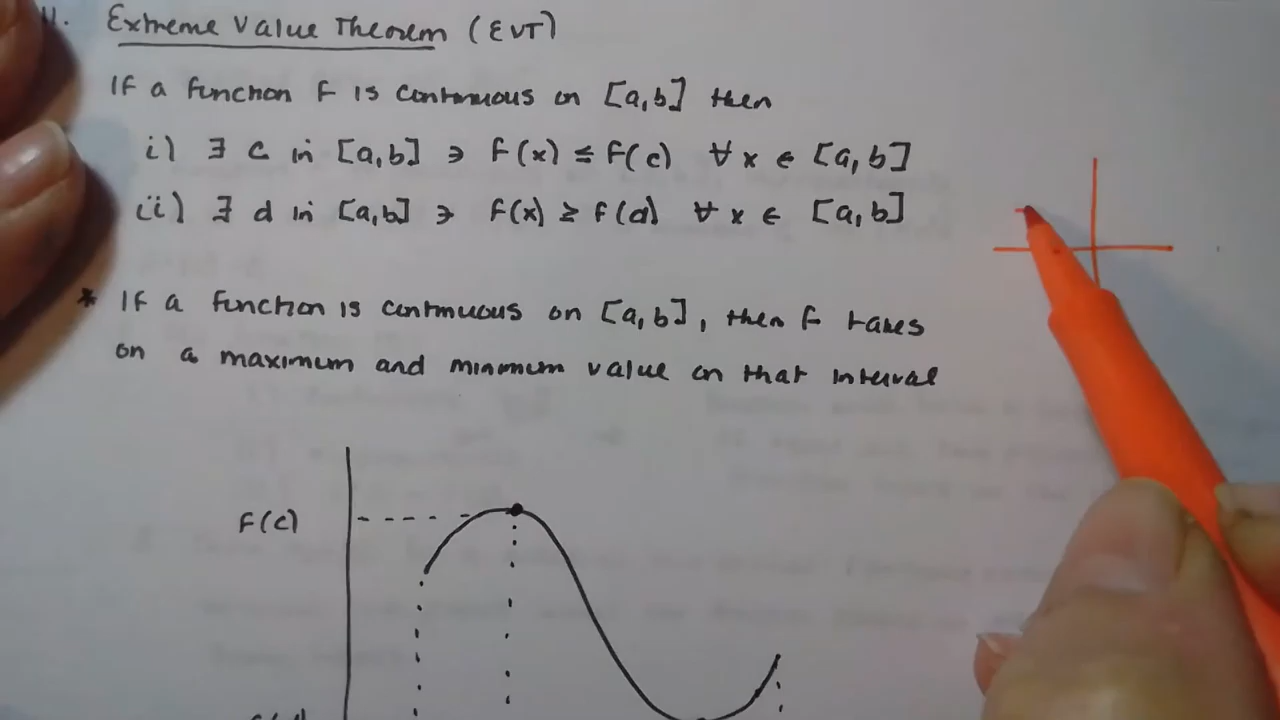 Extreme Value Theorem (EVT)
If a function f is continuous on [a,b] then
i) ∃ c in [a,b] ∋ f(x) ≤ f(c) ∀ x ∈ [a,b]
ii) ∃ d in [a,b] ∋ f(x) ≥ f(d) ∀ x ∈ [a,b]
* If a function is continuous on [a,b], then f takes
on a maximum and minimum value on that interval
f(c)